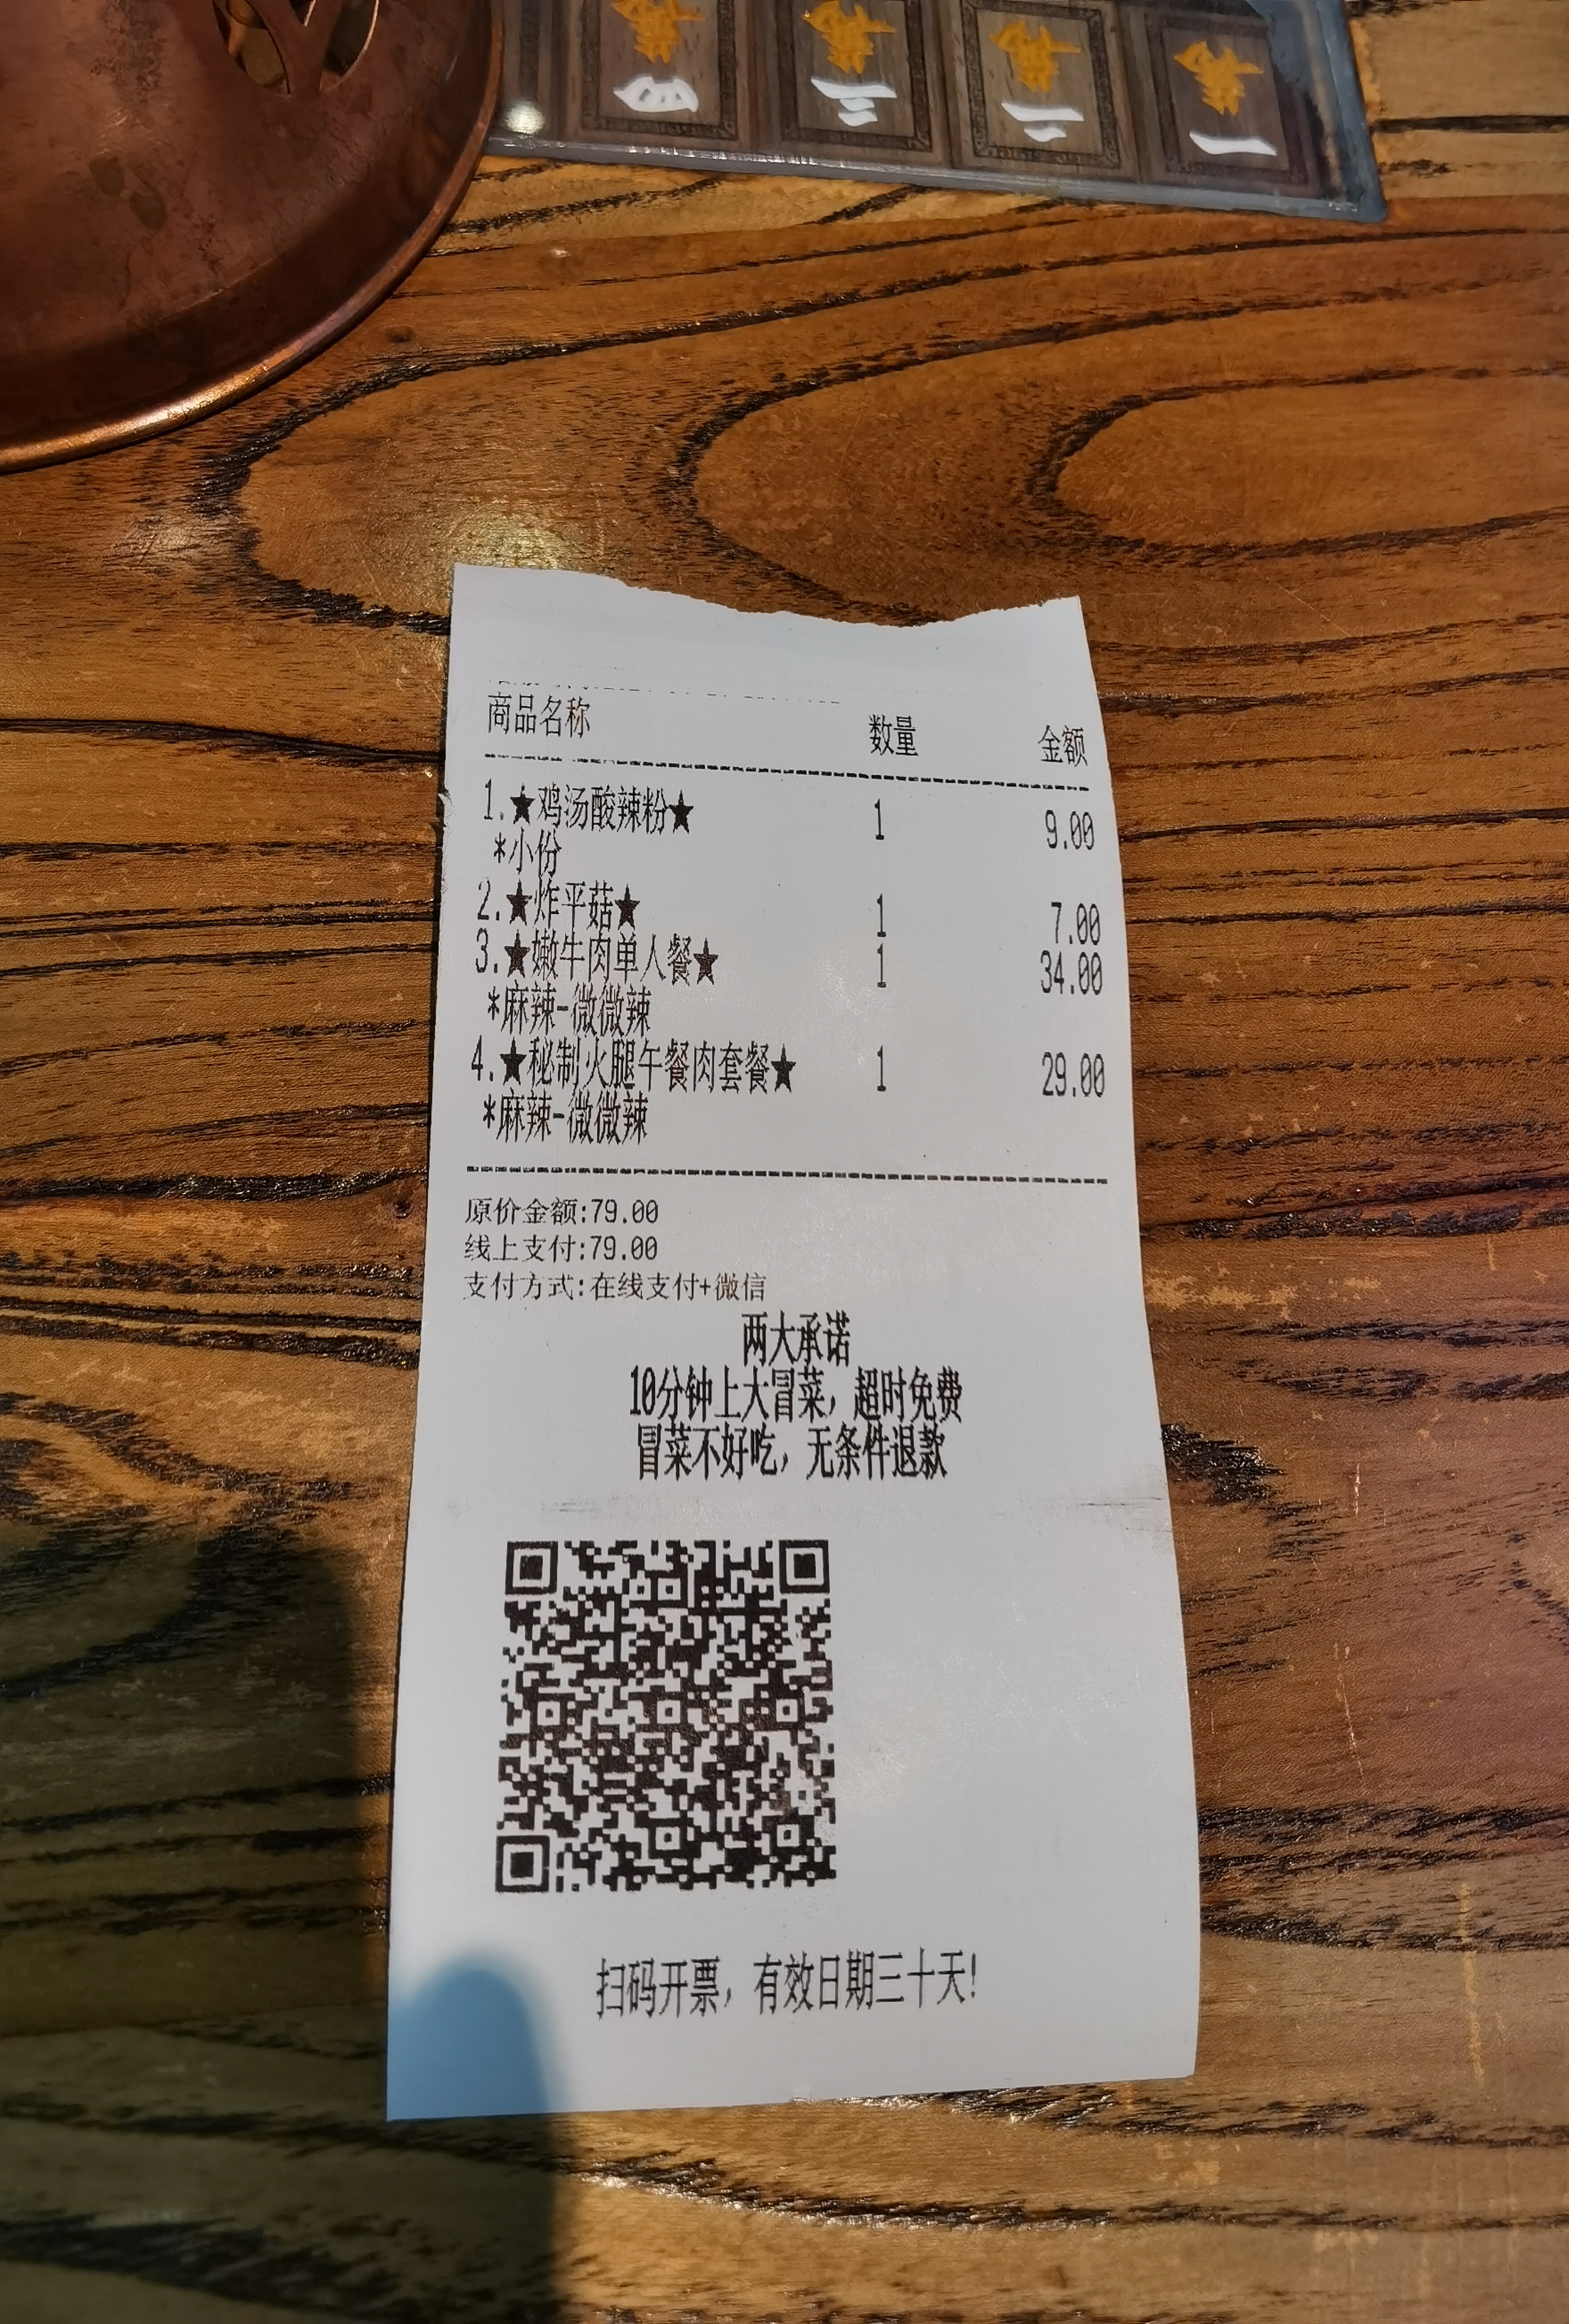 四
三
二
一
商品名称 数量 金额
1.★鸡汤酸辣粉★ 1 9.00
*小份
2.★炸平菇★ 1 7.00
3.★嫩牛肉单人餐★ 1 34.00
*麻辣-微微辣
4.★秘制火腿午餐肉套餐★ 1 29.00
*麻辣-微微辣
原价金额:79.00
线上支付:79.00
支付方式:在线支付+微信
两大承诺
10分钟上大冒菜，超时免费
冒菜不好吃，无条件退款
扫码开票，有效日期三十天!